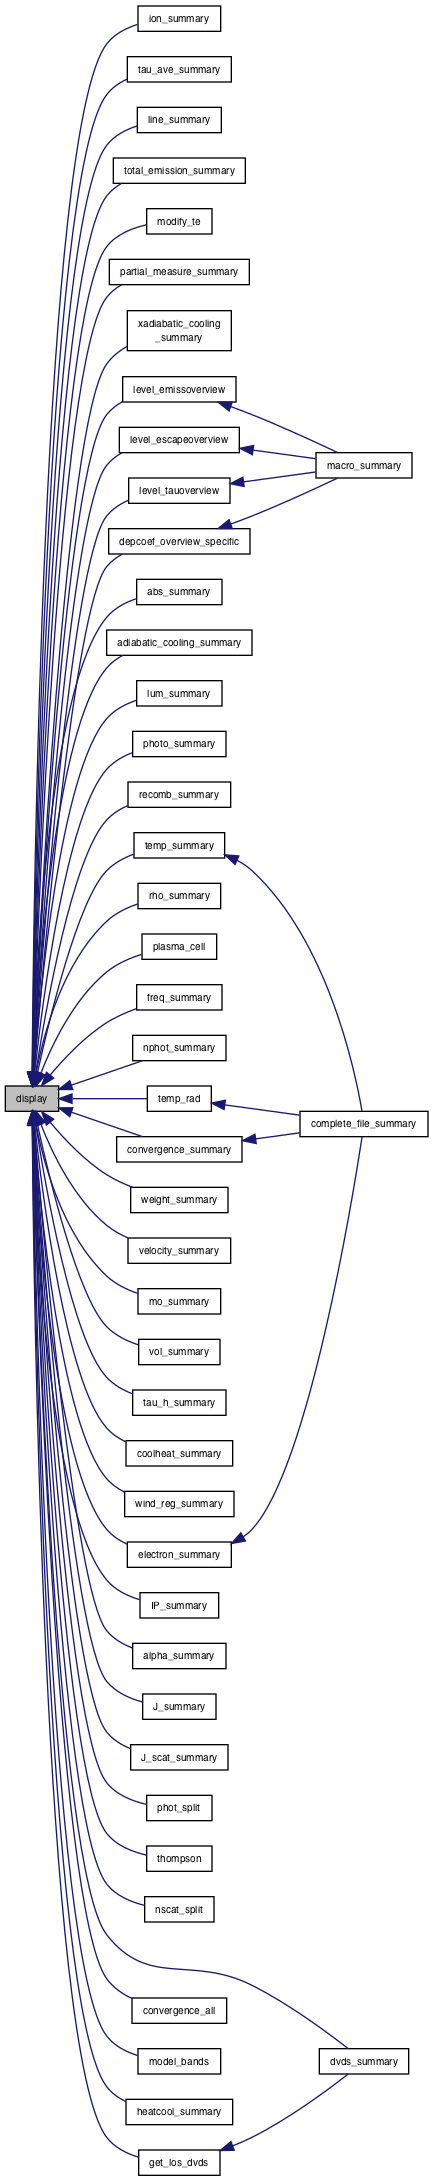 ion_summary
tau_ave_summary
line_summary
total_emission_summary
modify_te
partial_measure_summary
xadiabatic_cooling
_summary
level_emissoverview
level_escapeoverview
macro_summary
level_tauoverview
depcoef_overview_specific
abs_summary
adiabatic_cooling_summary
lum_summary
photo_summary
recomb_summary
temp_summary
rho_summary
plasma_cell
freq_summary
nphot_summary
display
temp_rad
complete_file_summary
convergence_summary
weight_summary
velocity_summary
mo_summary
vol_summary
tau_h_summary
coolheat_summary
wind_reg_summary
electron_summary
IP_summary
alpha_summary
J_summary
J_scat_summary
phot_split
thompson
nscat_split
convergence_all
model_bands
dvds_summary
heatcool_summary
get_los_dvds